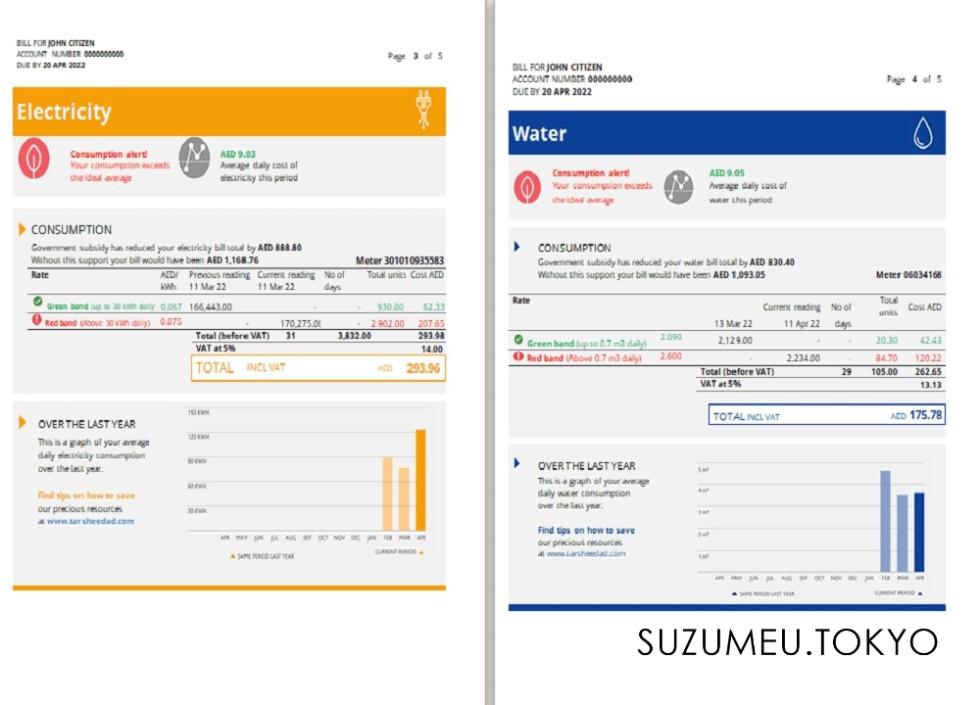 BILL FOR JOHN CITIZEN
ACCOUNT NUMBER 0000000000
DUE BY 20 APR 2022
Page 3 of 5
Electricity
Consumption alert!
Your consumption exceeds
the ideal average
AED 9.03
Average daily cost of
electricity this period
CONSUMPTION
Government subsidy has reduced your electricity bill total by AED 888.80
Without this support your bill would have been AED 1,168.76 Meter 301010935583
Rate AED/ Previous reading Current reading No of Total units Cost AED
kWh 11 Mar 22 11 Mar 22 days
Green band (up to 30 kWh daily 0.067 166,443.00 - - 930.00 62.33
Red band (Above 30 kWh daily) 0.075 - 170,275.0( - 2.902.00 207.65
Total (before VAT) 31 3,832.00 293.98
VAT at 5% 14.00
TOTAL INCL VAT AED 293.96
OVER THE LAST YEAR
This is a graph of your average
daily electricity consumption
over the last year.
Find tips on how to save
our precious resources
at www.tarsheedad.com
150 KWH
120 KWH
90 KWH
60 KWH
30 KWH
APR MAY JUN JUL AUG SEP OCT NOV DEC JAN FEB MAR APR
SAME PERIOD LAST YEAR CURRENT PERIOD
BILL FOR JOHN CITIZEN
ACCOUNT NUMBER 000000000
DUE BY 20 APR 2022
Page 4 of 5
Water
Consumption alert!
Your consumption exceeds
the ideal average
AED 9.05
Average daily cost of
water this period
CONSUMPTION
Government subsidy has reduced your water bill total by AED 830.40
Without this support your bill would have been AED 1,093.05 Meter 06034168
Rate Current reading No of Total units Cost AED
13 Mar 22 11 Apr 22 days
Green band (up to 0.7 m3 daily) 2.090 2,129.00 - - 20.30 42.43
Red band (Above 0.7 m3 daily) 2.600 2,234.00 - 84.70 120.22
Total (before VAT) 29 105.00 262.65
VAT at 5% 13.13
TOTAL INCL VAT AED 175.78
OVER THE LAST YEAR
This is a graph of your average
daily water consumption
over the last year.
Find tips on how to save
our precious resources
at www.tarsheedad.com
5 m³
4 m³
3 m³
2 m³
1 m³
APR MAY JUN JUL AUG SEP OCT NOV DEC JAN FEB MAR APR
SAME PERIOD LAST YEAR CURRENT PERIOD
SUZUMEU.TOKYO